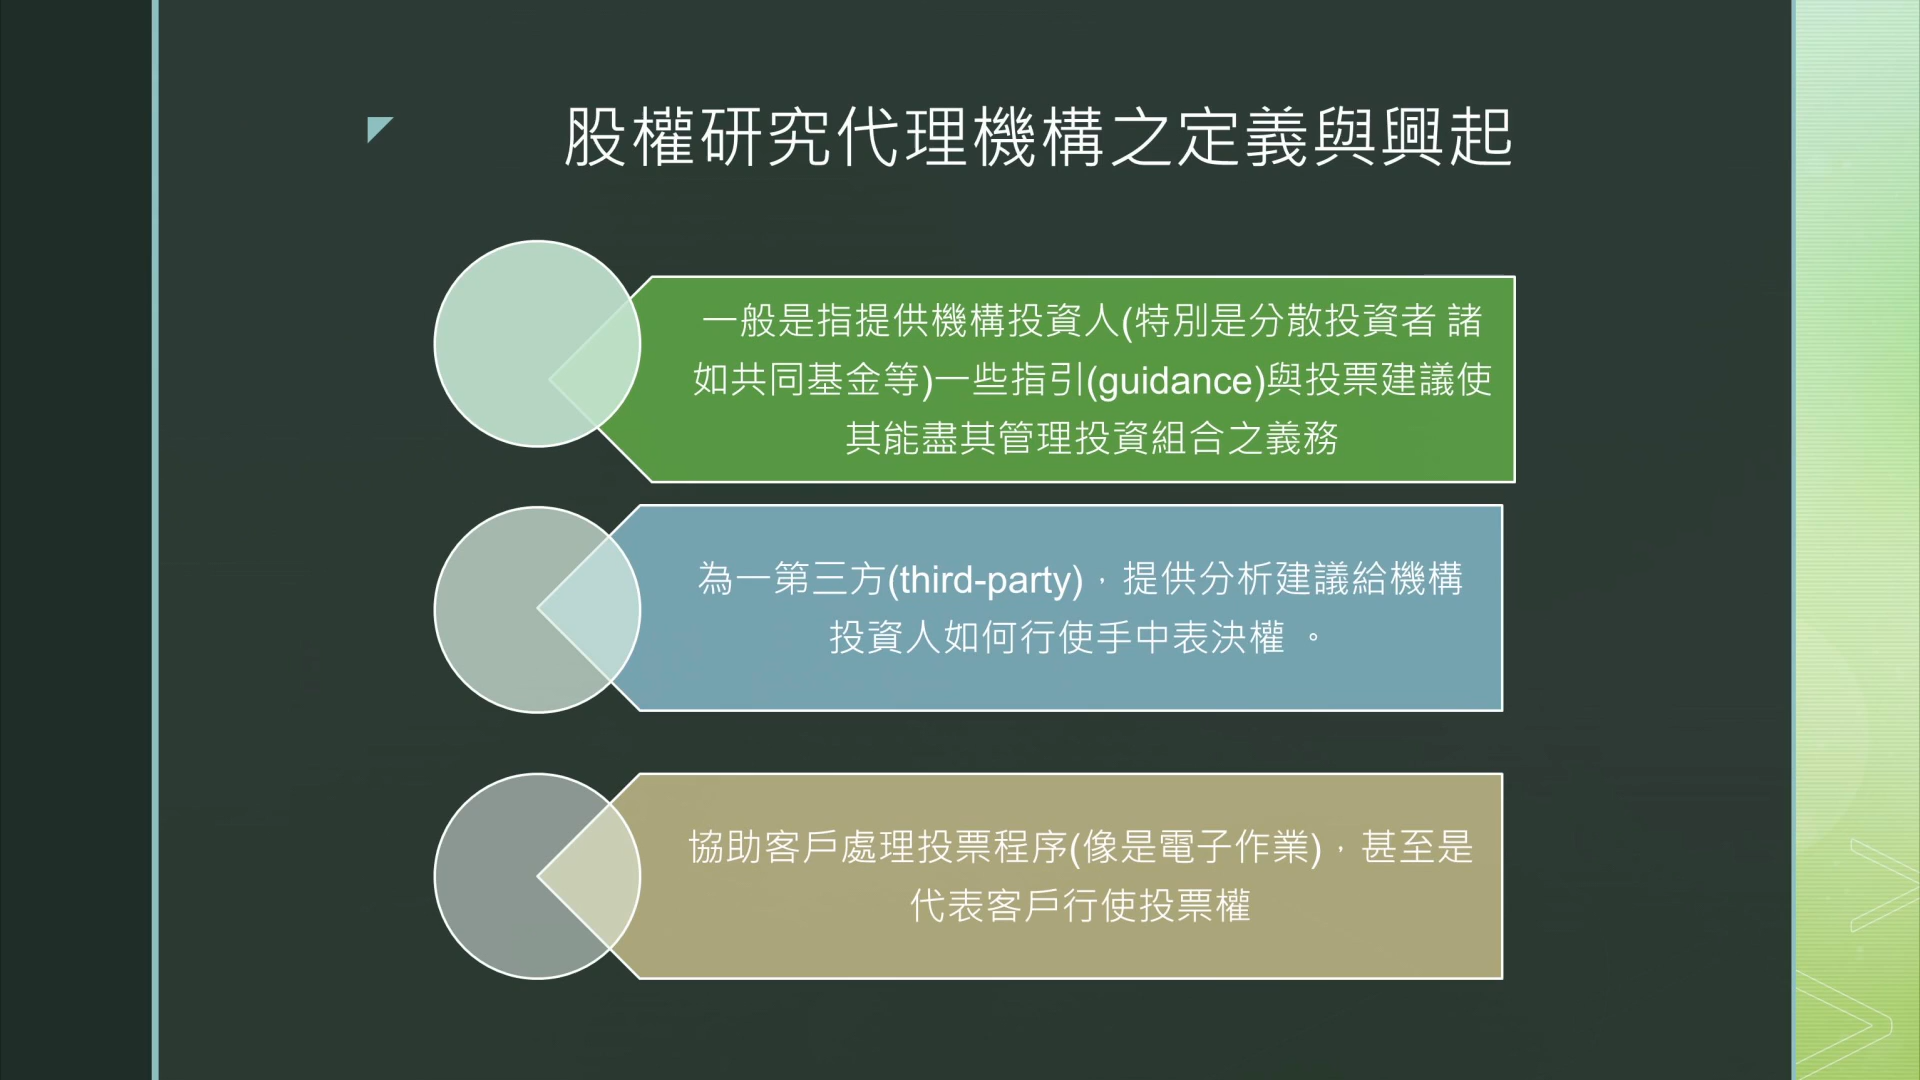 股權研究代理機構之定義與興起
一般是指提供機構投資人(特別是分散投資者 諸
如共同基金等)一些指引(guidance)與投票建議使
其能盡其管理投資組合之義務
為一第三方(third-party)，提供分析建議給機構
投資人如何行使手中表決權 。
協助客戶處理投票程序(像是電子作業)，甚至是
代表客戶行使投票權